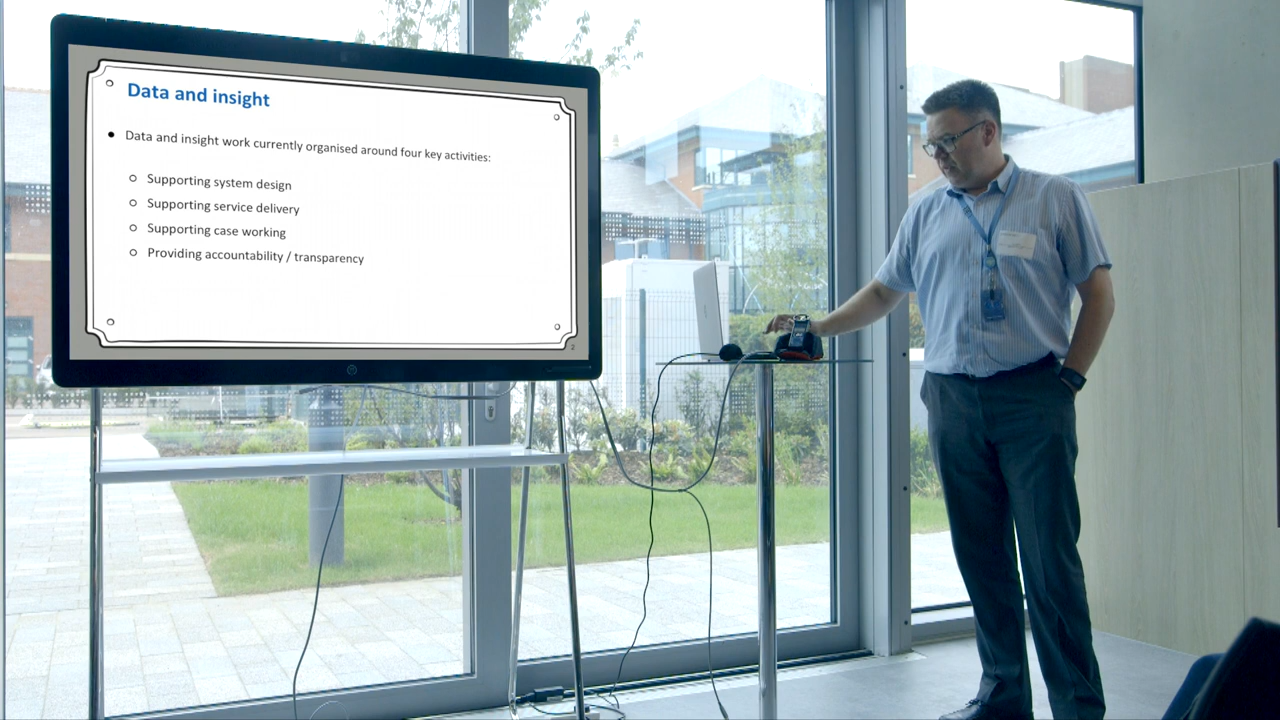 Data and insight
Data and insight work currently organised around four key activities:
Supporting system design
Supporting service delivery
Supporting case working
Providing accountability / transparency
2